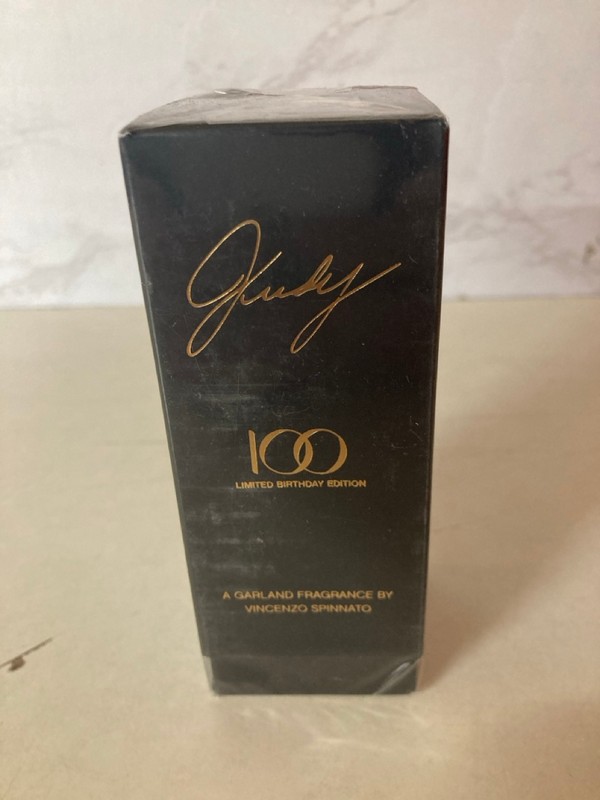 Judy
100
LIMITED BIRTHDAY EDITION
A GARLAND FRAGRANCE BY
VINCENZO SPINNATO